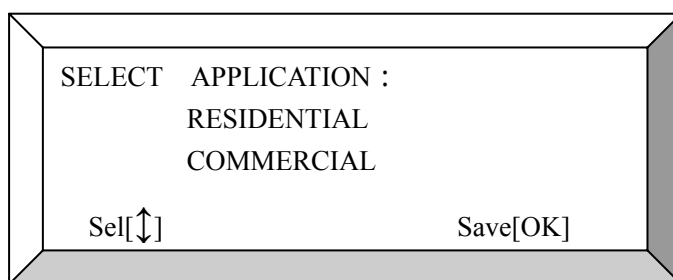 SELECT APPLICATION：
RESIDENTIAL
COMMERCIAL
Sel[↕] Save[OK]